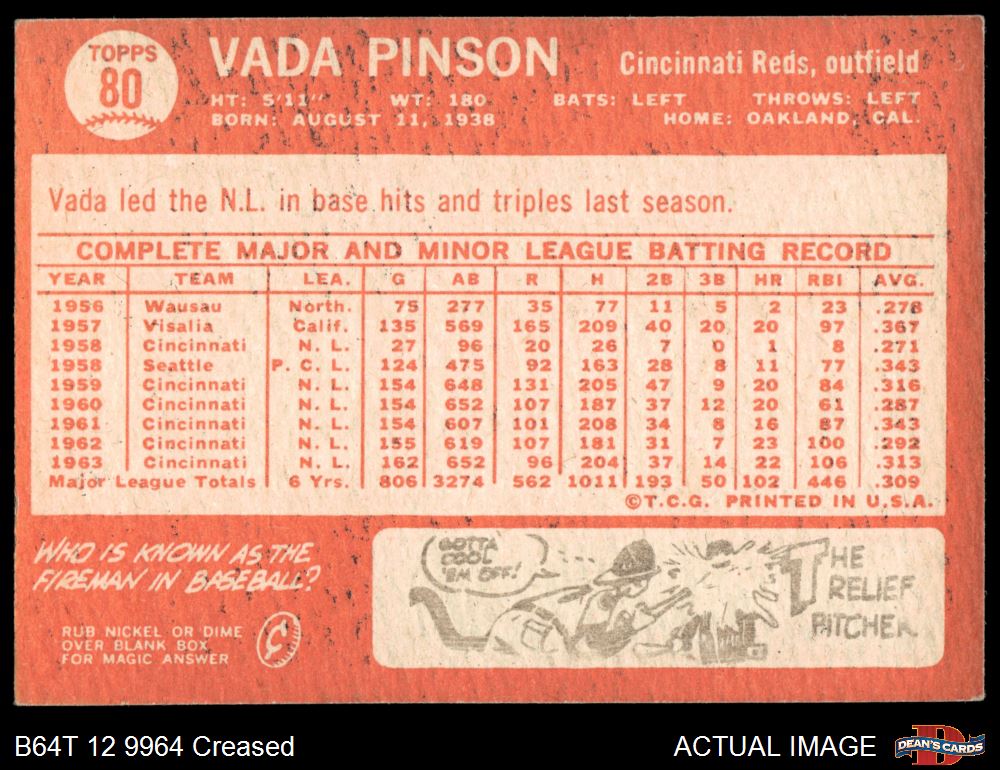 TOPPS
80
VADA PINSON
Cincinnati Reds, outfield
HT: 5'11" WT: 180 BATS: LEFT THROWS: LEFT
BORN: AUGUST 11, 1938 HOME: OAKLAND, CAL.
Vada led the N.L. in base hits and triples last season.
COMPLETE MAJOR AND MINOR LEAGUE BATTING RECORD
YEAR TEAM LEA. G AB R H 2B 3B HR RBI AVG.
1956 Wausau North. 75 277 35 77 11 5 2 23 .278
1957 Visalia Calif. 135 569 165 209 40 20 20 97 .367
1958 Cincinnati N. L. 27 96 20 26 7 0 1 8 .271
1958 Seattle P. C. L. 124 475 92 163 28 8 11 77 .343
1959 Cincinnati N. L. 154 648 131 205 47 9 20 84 .316
1960 Cincinnati N. L. 154 652 107 187 37 12 20 61 .287
1961 Cincinnati N. L. 154 607 101 208 34 8 16 87 .343
1962 Cincinnati N. L. 155 619 107 181 31 7 23 100 .292
1963 Cincinnati N. L. 162 652 96 204 37 14 22 106 .313
Major League Totals 6 Yrs. 806 3274 562 1011 193 50 102 446 .309
©T.C.G. PRINTED IN U.S.A.
WHO IS KNOWN AS THE
FIREMAN IN BASEBALL?
RUB NICKEL OR DIME
OVER BLANK BOX
FOR MAGIC ANSWER
GOTTA
COOL
'EM OFF!
THE
RELIEF
PITCHER
B64T 12 9964 Creased
ACTUAL IMAGE
D
DEAN'S CARDS